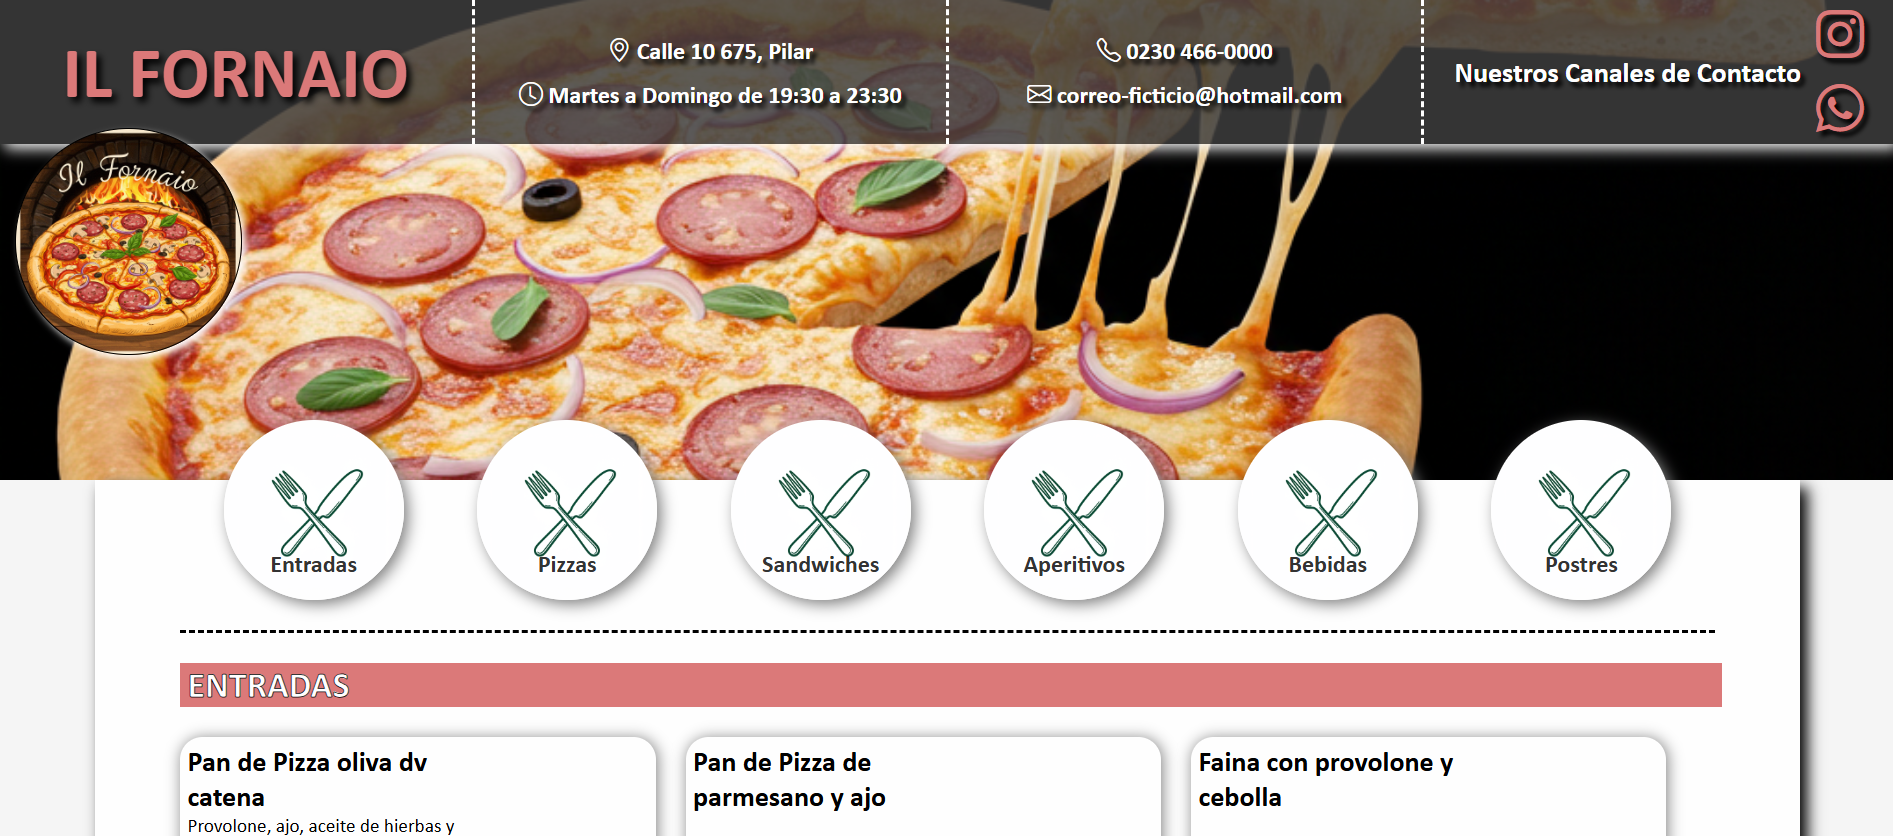 IL FORNAIO
Calle 10 675, Pilar
Martes a Domingo de 19:30 a 23:30
0230 466-0000
correo-ficticio@hotmail.com
Nuestros Canales de Contacto
Il Fornaio
Entradas
Pizzas
Sandwiches
Aperitivos
Bebidas
Postres
ENTRADAS
Pan de Pizza oliva dv
catena
Provolone, ajo, aceite de hierbas y
Pan de Pizza de
parmesano y ajo
Faina con provolone y
cebolla